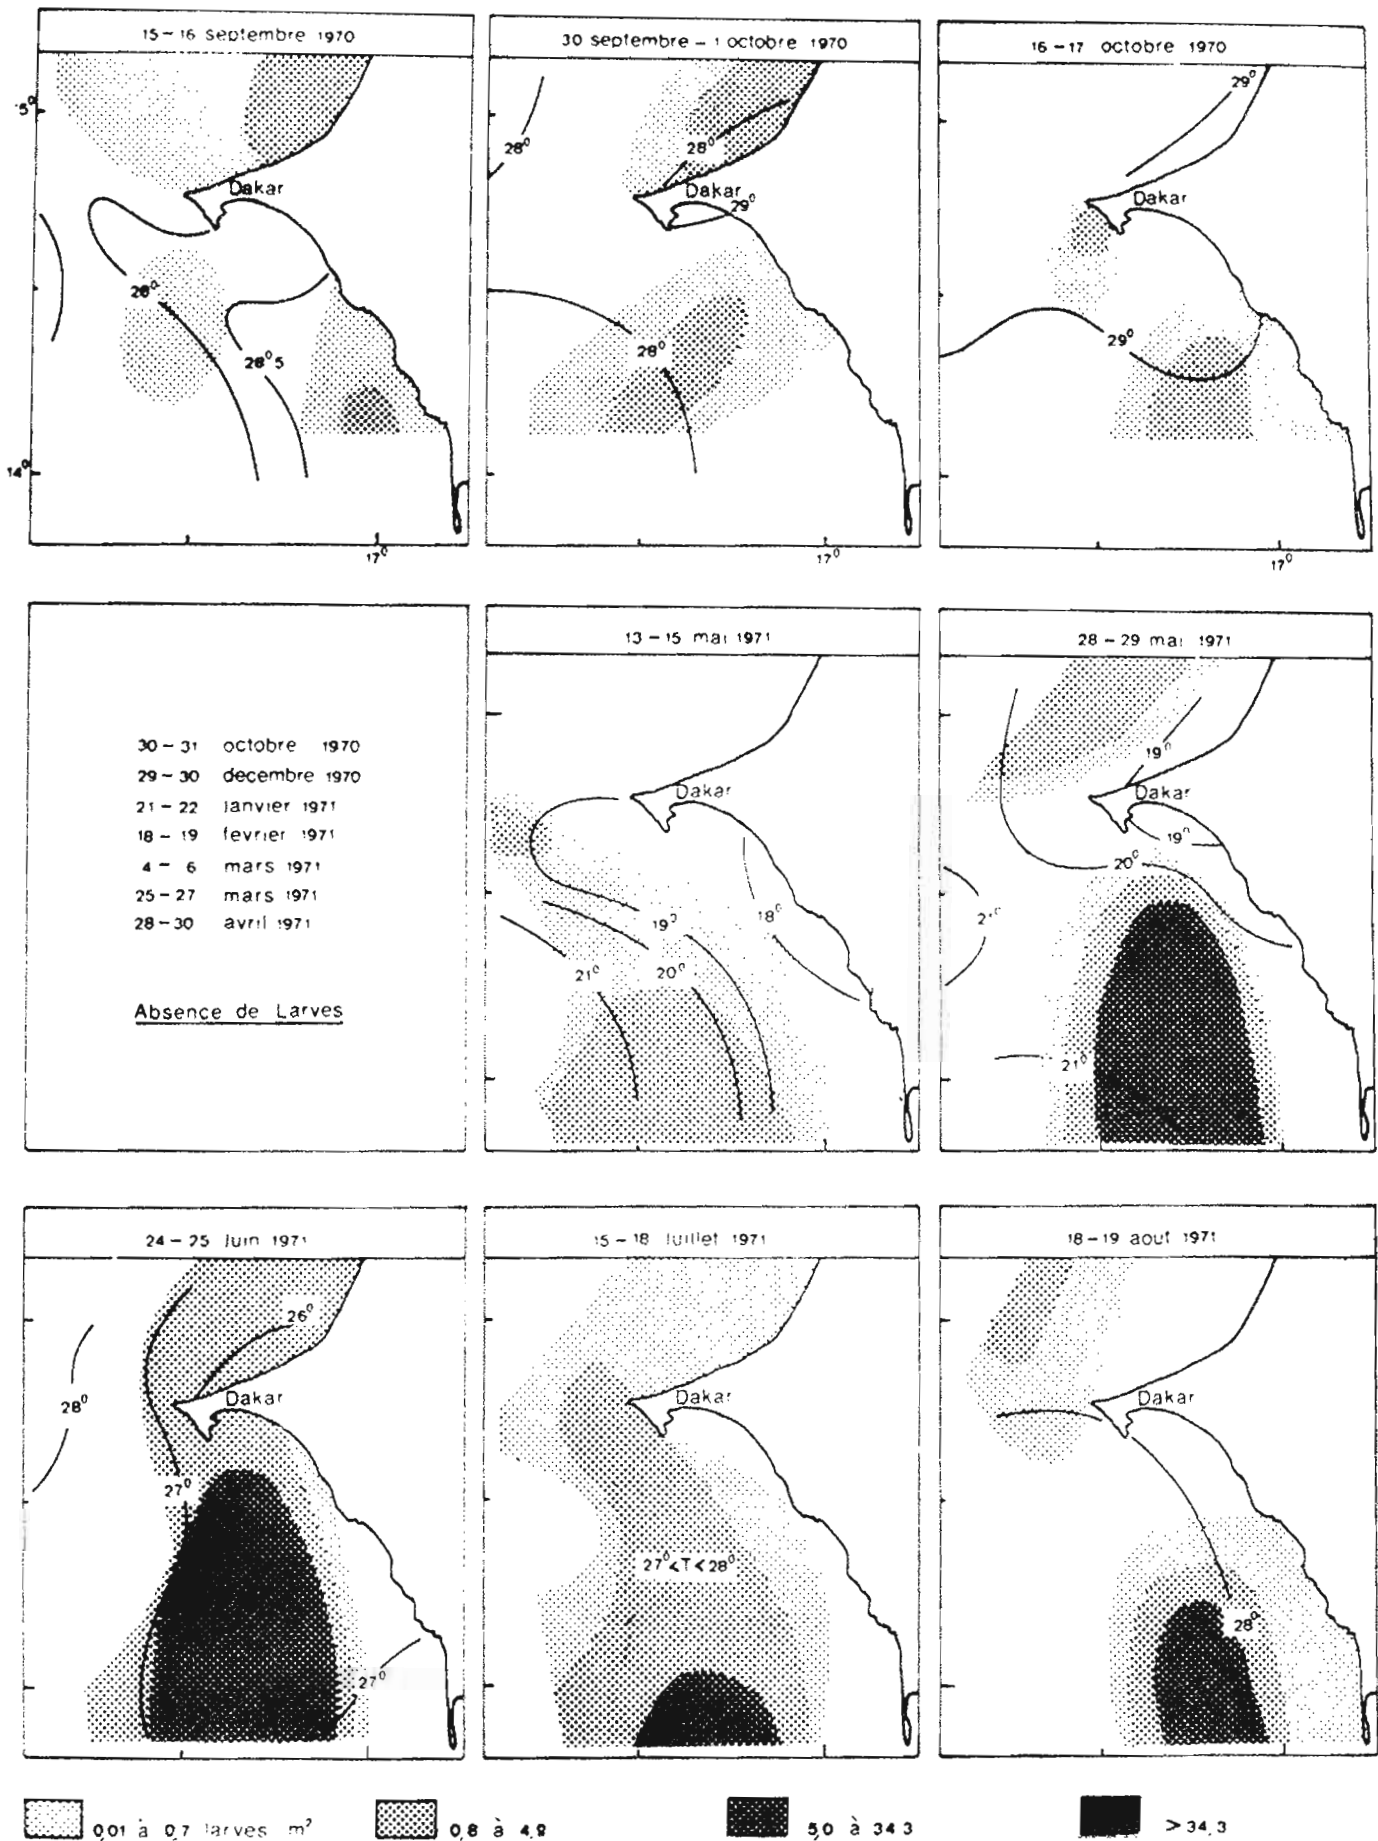 15-16 septembre 1970
15°
Dakar
28°
28°5
14°
17°
30 septembre - 1 octobre 1970
28°
28°
Dakar
29°
28°
17°
16-17 octobre 1970
29°
Dakar
29°
17°
30-31 octobre 1970
29-30 decembre 1970
21-22 janvier 1971
18-19 fevrier 1971
4-6 mars 1971
25-27 mars 1971
28-30 avril 1971
Absence de Larves
13-15 mai 1971
Dakar
19°
18°
21°
20°
28-29 mai 1971
19°
Dakar
19°
20°
21°
21°
24-25 Juin 1971
26°
Dakar
28°
27°
27°
15-18 Juillet 1971
Dakar
27°<T<28°
18-19 aout 1971
Dakar
28°
0,01 à 0,7 larves m²
0,8 à 4,9
5,0 à 34,3
>34,3